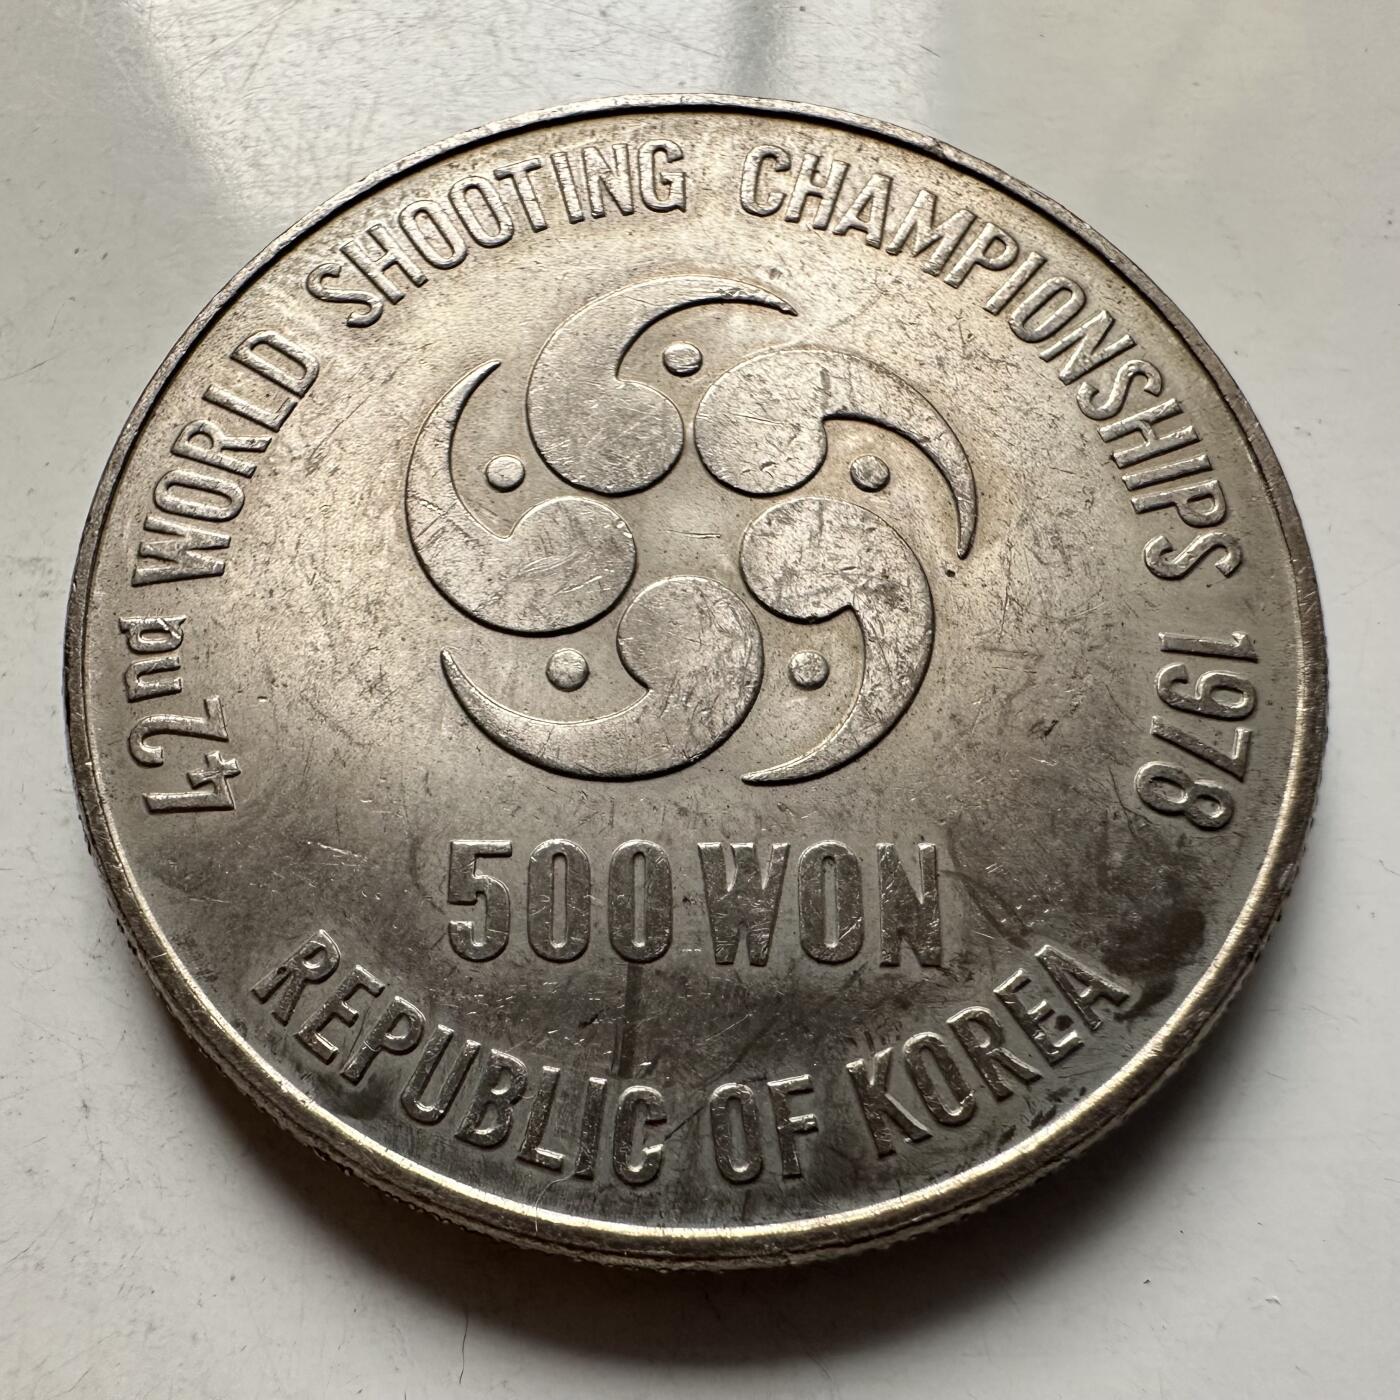 42nd WORLD SHOOTING CHAMPIONSHIPS 1978
500 WON
REPUBLIC OF KOREA